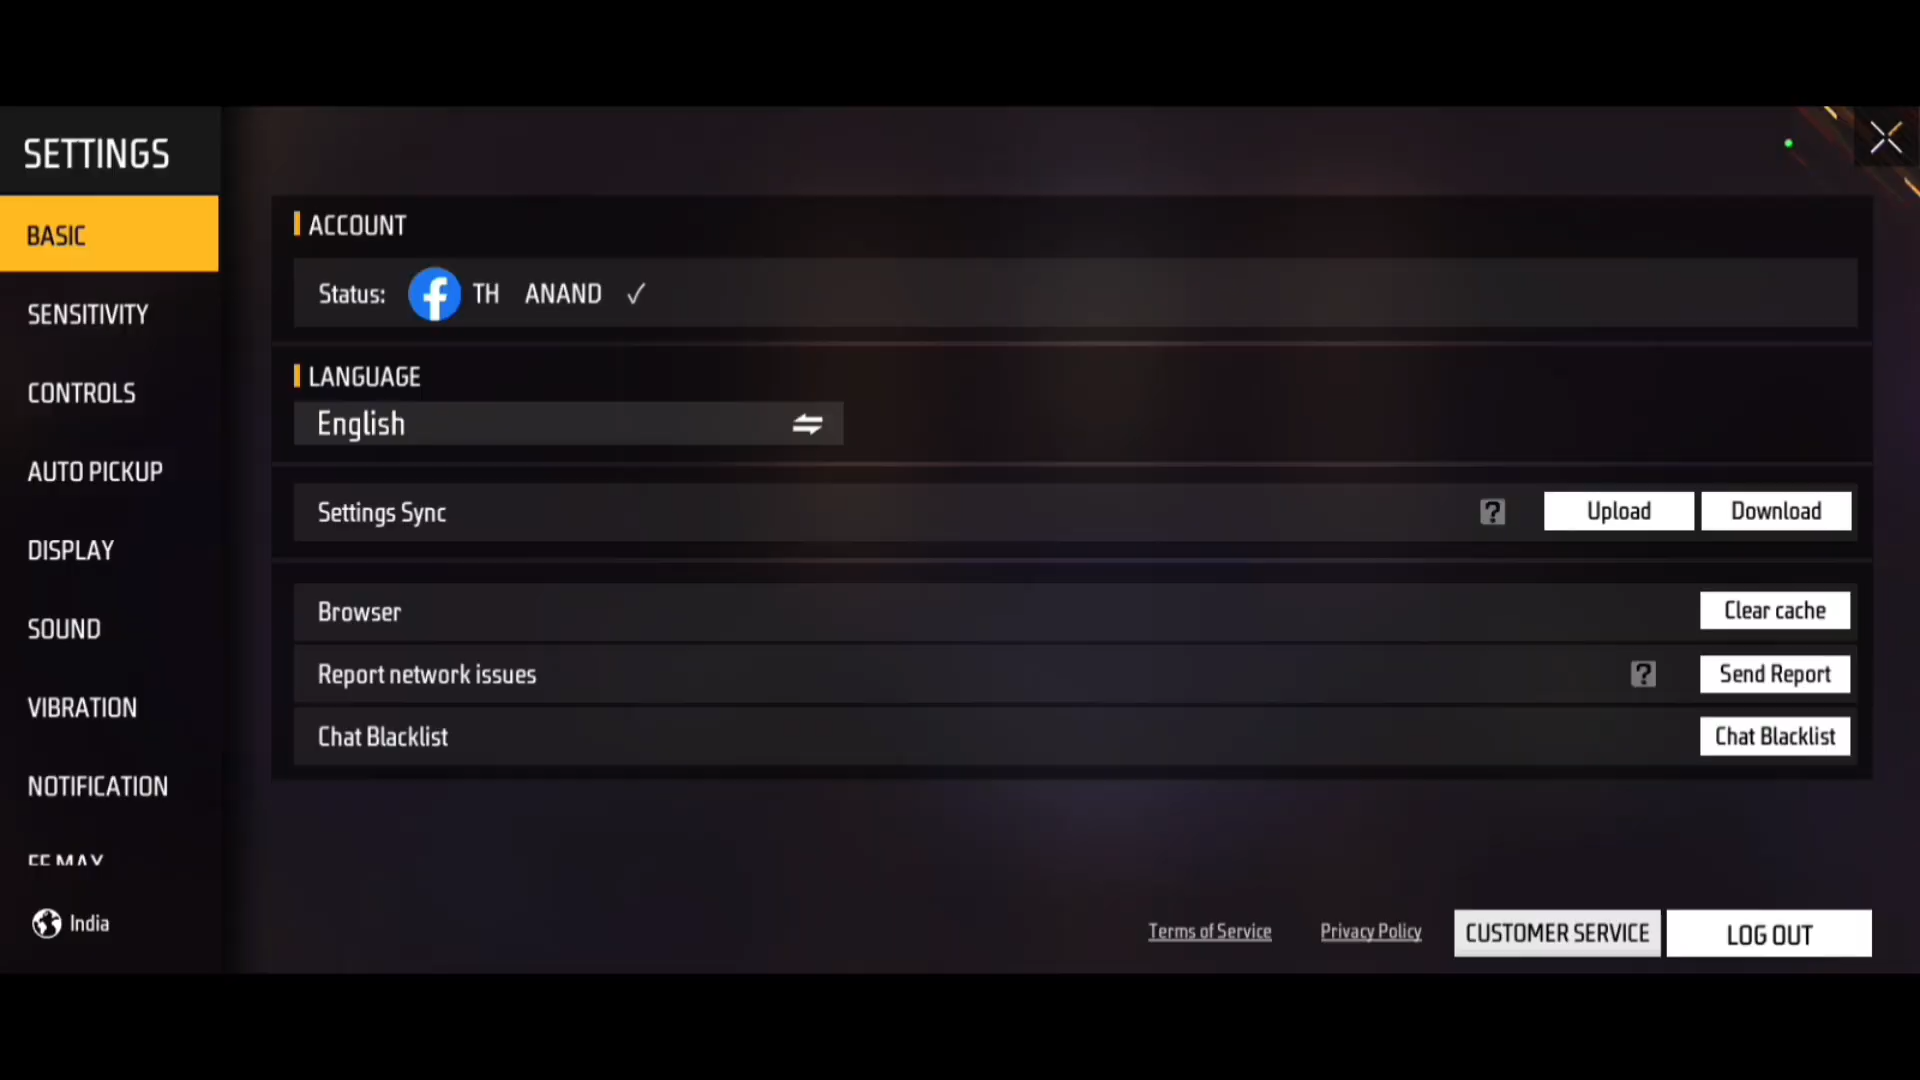 SETTINGS
BASIC
SENSITIVITY
CONTROLS
AUTO PICKUP
DISPLAY
SOUND
VIBRATION
NOTIFICATION
FF MAX
India
ACCOUNT
Status: TH ANAND ✓
LANGUAGE
English
Settings Sync ? Upload Download
Browser Clear cache
Report network issues ? Send Report
Chat Blacklist Chat Blacklist
Terms of Service Privacy Policy CUSTOMER SERVICE LOG OUT